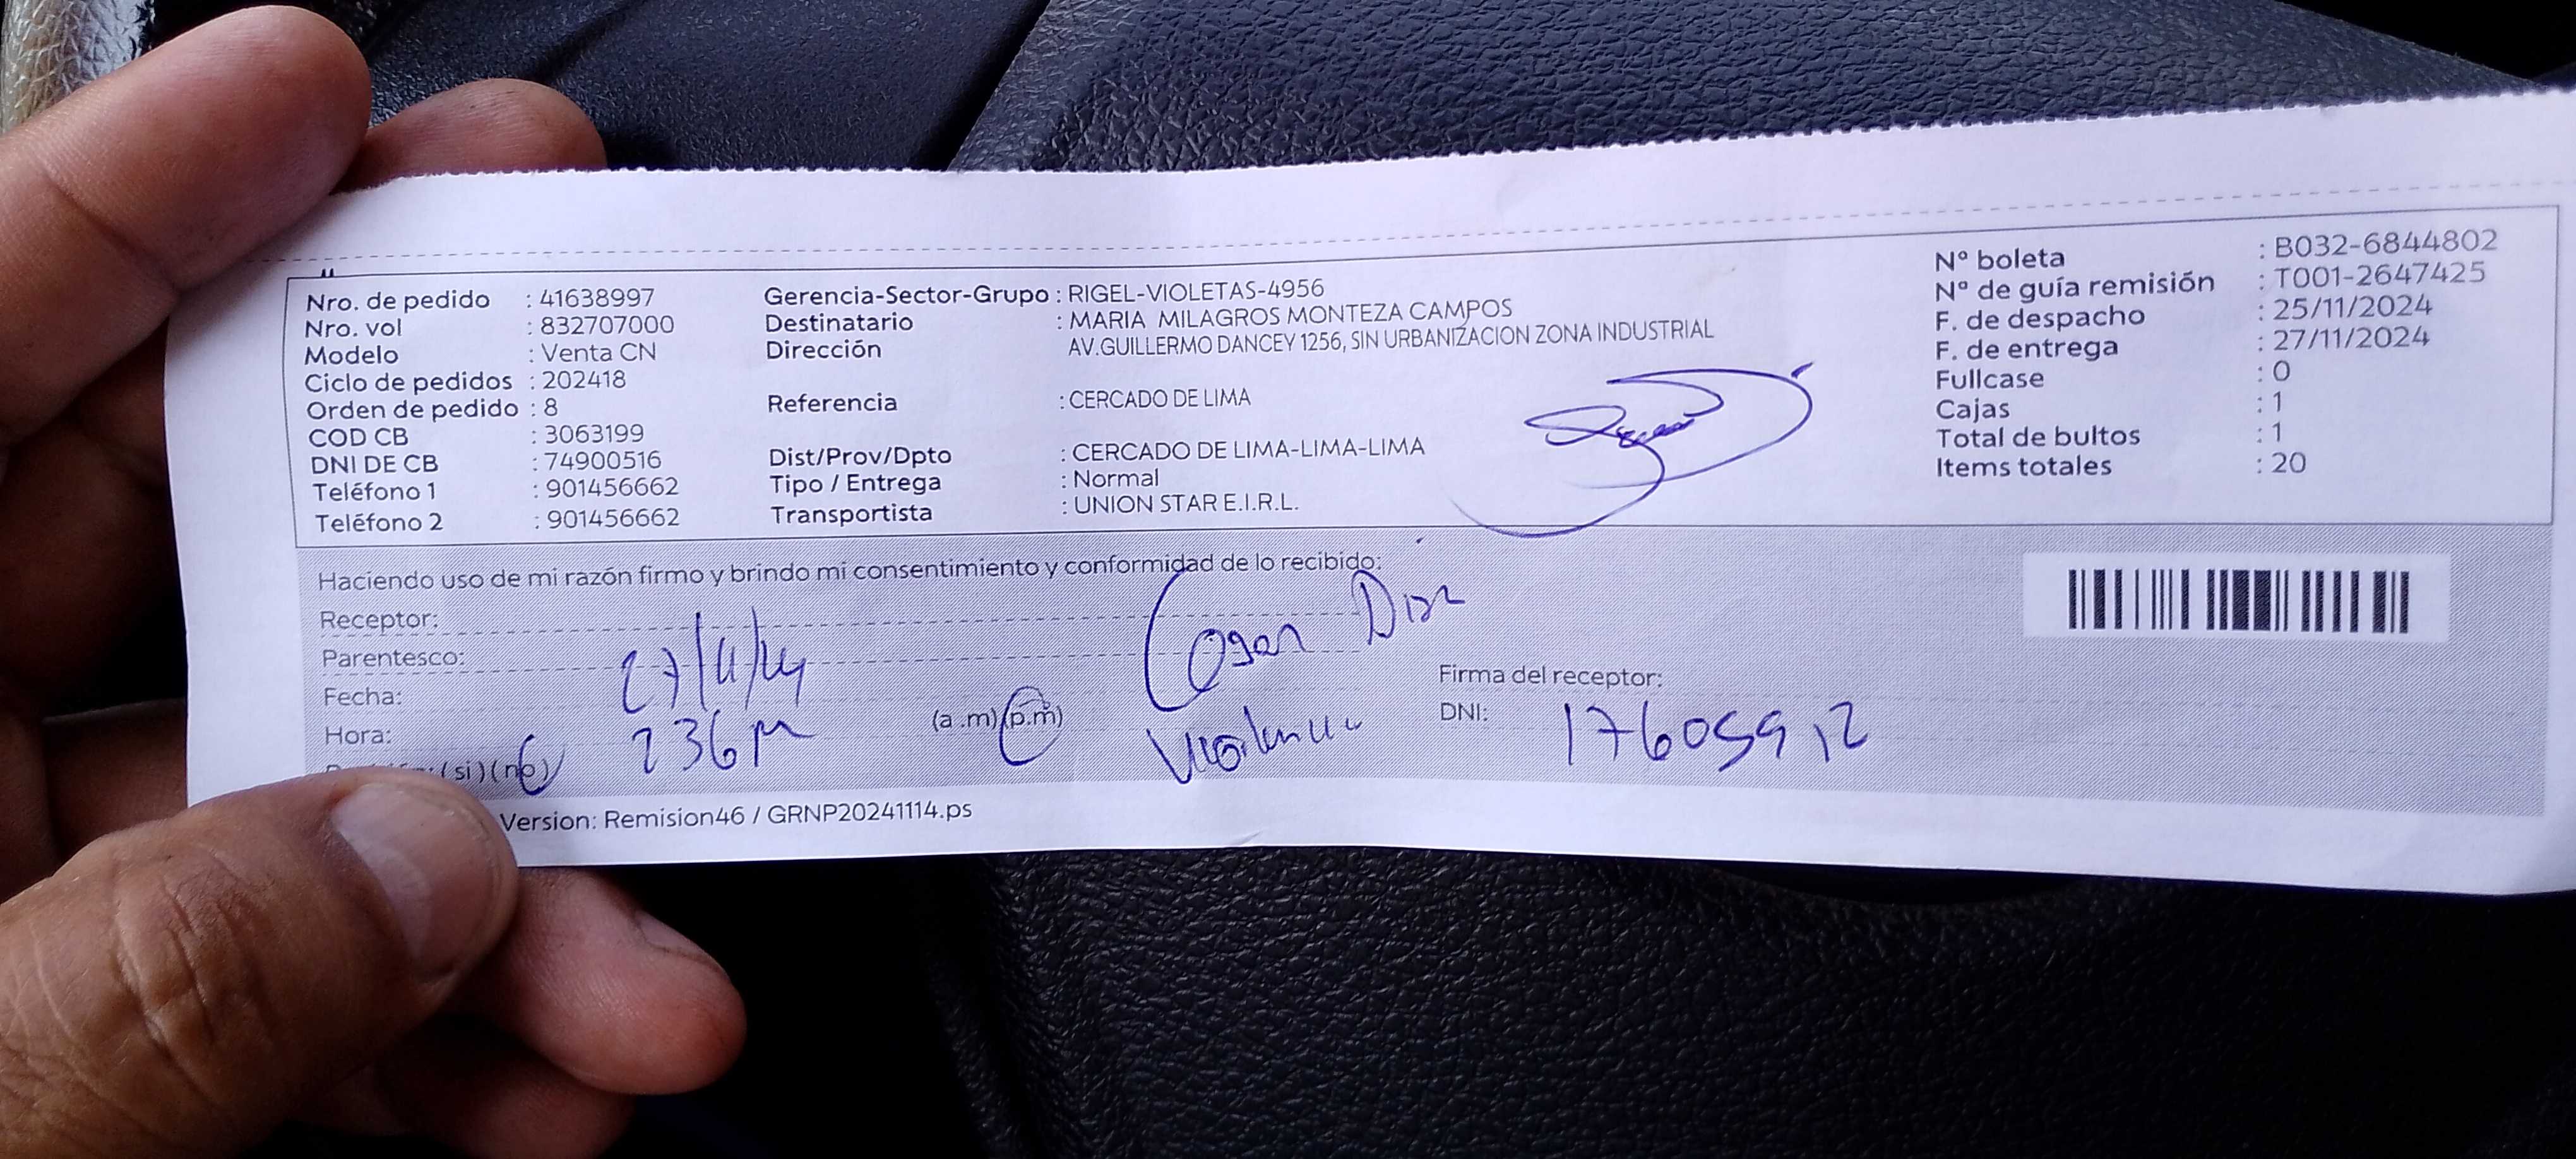 Nro. de pedido : 41638997
Nro. vol : 832707000
Modelo : Venta CN
Ciclo de pedidos : 202418
Orden de pedido : 8
COD CB : 3063199
DNI DE CB : 74900516
Teléfono 1 : 901456662
Teléfono 2 : 901456662
Gerencia-Sector-Grupo : RIGEL-VIOLETAS-4956
Destinatario : MARIA MILAGROS MONTEZA CAMPOS
Dirección AV.GUILLERMO DANCEY 1256, SIN URBANIZACION ZONA INDUSTRIAL
Referencia : CERCADO DE LIMA
Dist/Prov/Dpto : CERCADO DE LIMA-LIMA-LIMA
Tipo / Entrega : Normal
Transportista : UNION STAR E.I.R.L.
N° boleta : B032-6844802
N° de guía remisión : T001-2647425
F. de despacho : 25/11/2024
F. de entrega : 27/11/2024
Fullcase : 0
Cajas : 1
Total de bultos : 1
Items totales : 20
Haciendo uso de mi razón firmo y brindo mi consentimiento y conformidad de lo recibido:
Receptor:
Parentesco:
Fecha: 27/11/24
Hora: 236 pm (a .m) (p.m)
(si) (no)
Firma del receptor:
DNI: 17605912
Version: Remision46 / GRNP20241114.ps